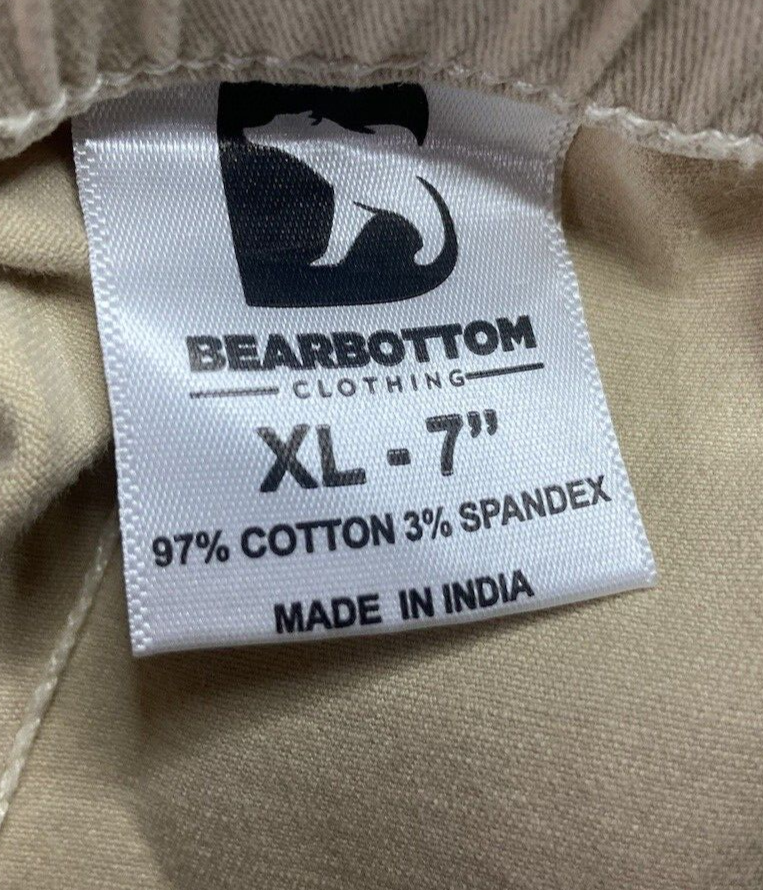 BEARBOTTOM
CLOTHING
XL - 7”
97% COTTON 3% SPANDEX
MADE IN INDIA